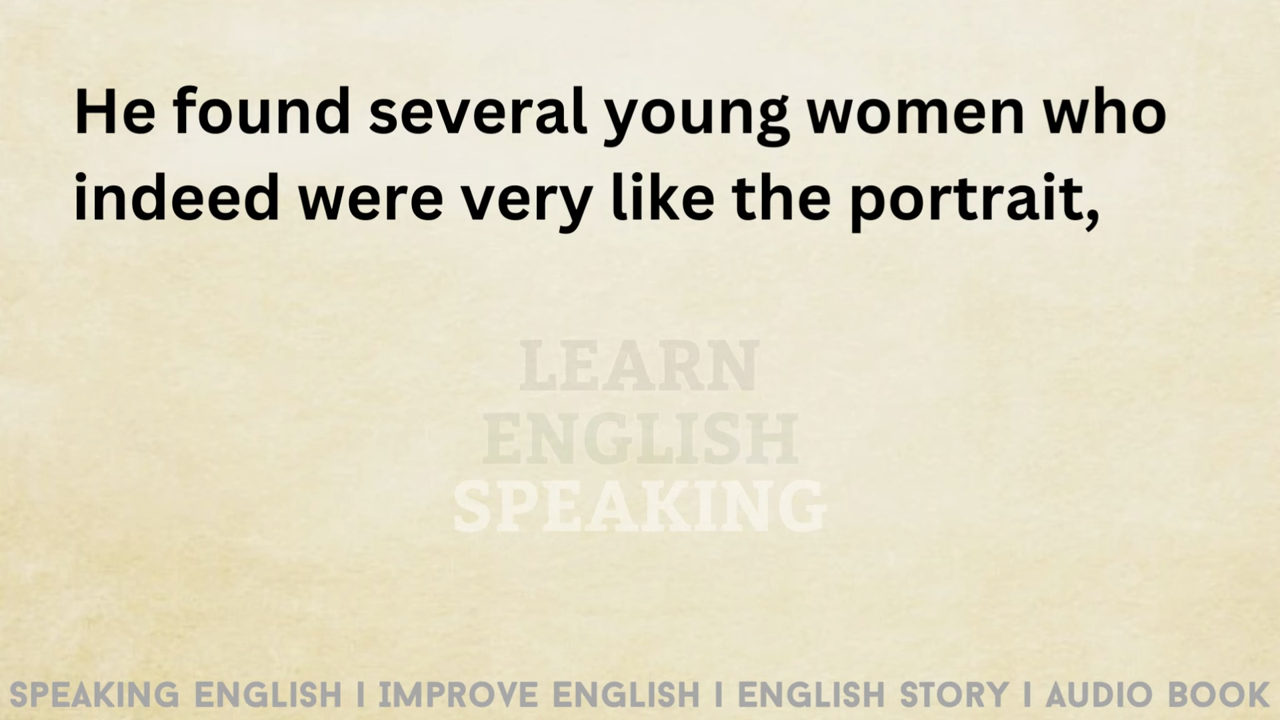 He found several young women who
indeed were very like the portrait,
LEARN
ENGLISH
SPEAKING
SPEAKING ENGLISH I IMPROVE ENGLISH I ENGLISH STORY I AUDIO BOOK